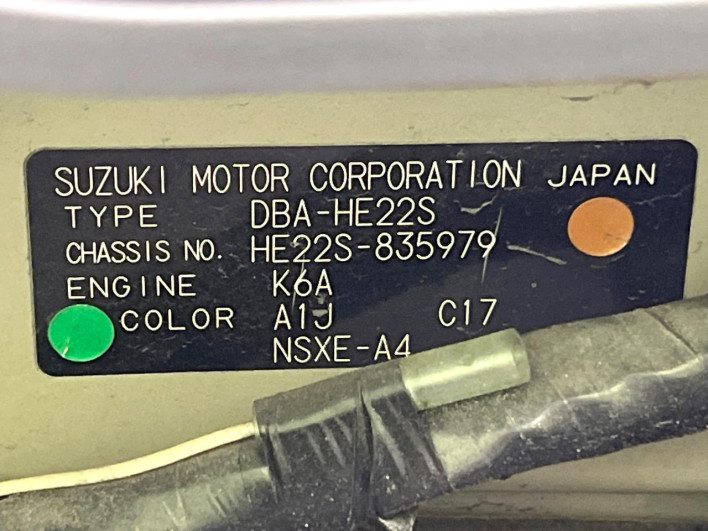 SUZUKI MOTOR CORPORATION JAPAN
TYPE DBA-HE22S
CHASSIS NO. HE22S-835979
ENGINE K6A
COLOR A1J C17
NSXE-A4